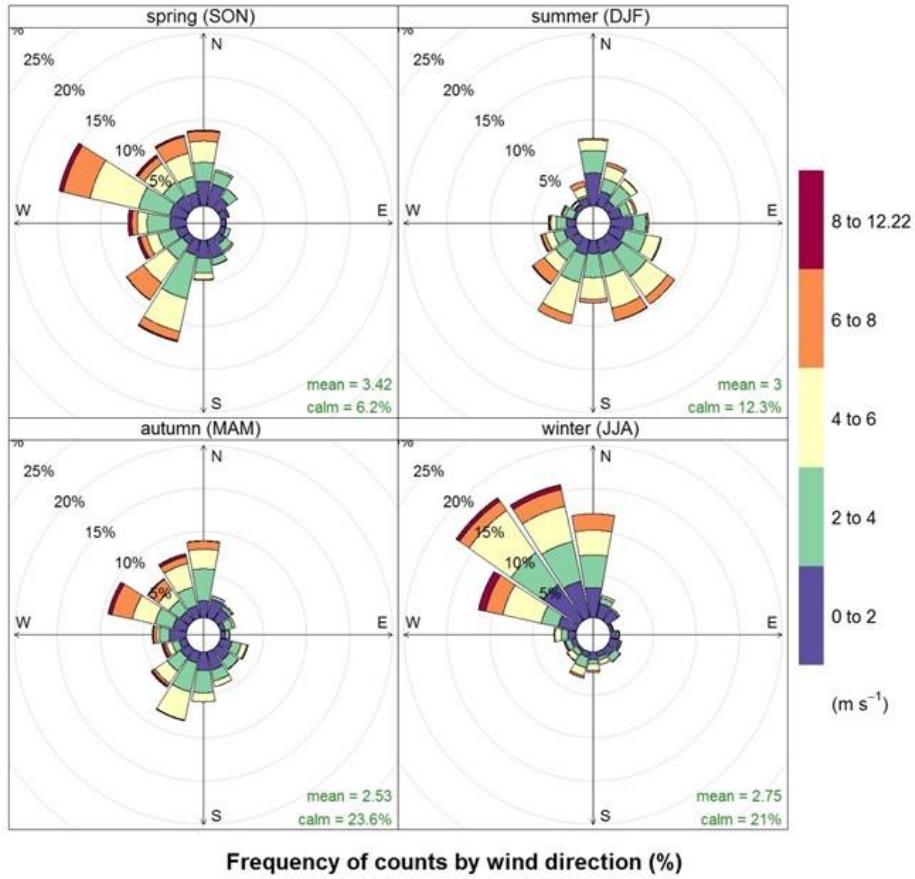 spring (SON)
%
25%
20%
15%
10%
5%
N
W
E
S
mean = 3.42
calm = 6.2%
summer (DJF)
%
25%
20%
15%
10%
5%
N
W
E
S
mean = 3
calm = 12.3%
autumn (MAM)
%
25%
20%
15%
10%
5%
N
W
E
S
mean = 2.53
calm = 23.6%
winter (JJA)
%
25%
20%
15%
10%
5%
N
W
E
S
mean = 2.75
calm = 21%
8 to 12.22
6 to 8
4 to 6
2 to 4
0 to 2
(m s⁻¹)
Frequency of counts by wind direction (%)